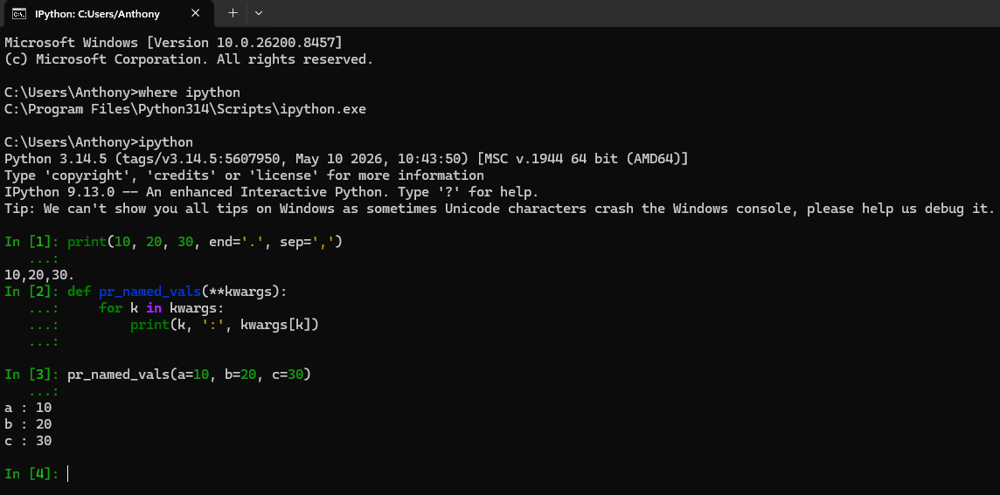 IPython: C:Users/Anthony
Microsoft Windows [Version 10.0.26200.8457]
(c) Microsoft Corporation. All rights reserved.
C:\Users\Anthony>where ipython
C:\Program Files\Python314\Scripts\ipython.exe
C:\Users\Anthony>ipython
Python 3.14.5 (tags/v3.14.5:5607950, May 10 2026, 10:43:50) [MSC v.1944 64 bit (AMD64)]
Type 'copyright', 'credits' or 'license' for more information
IPython 9.13.0 -- An enhanced Interactive Python. Type '?' for help.
Tip: We can't show you all tips on Windows as sometimes Unicode characters crash the Windows console, please help us debug it.
In [1]: print(10, 20, 30, end='.', sep=',')
   ...:
10,20,30.
In [2]: def pr_named_vals(**kwargs):
   ...:     for k in kwargs:
   ...:         print(k, ':', kwargs[k])
   ...:
In [3]: pr_named_vals(a=10, b=20, c=30)
   ...:
a : 10
b : 20
c : 30
In [4]: